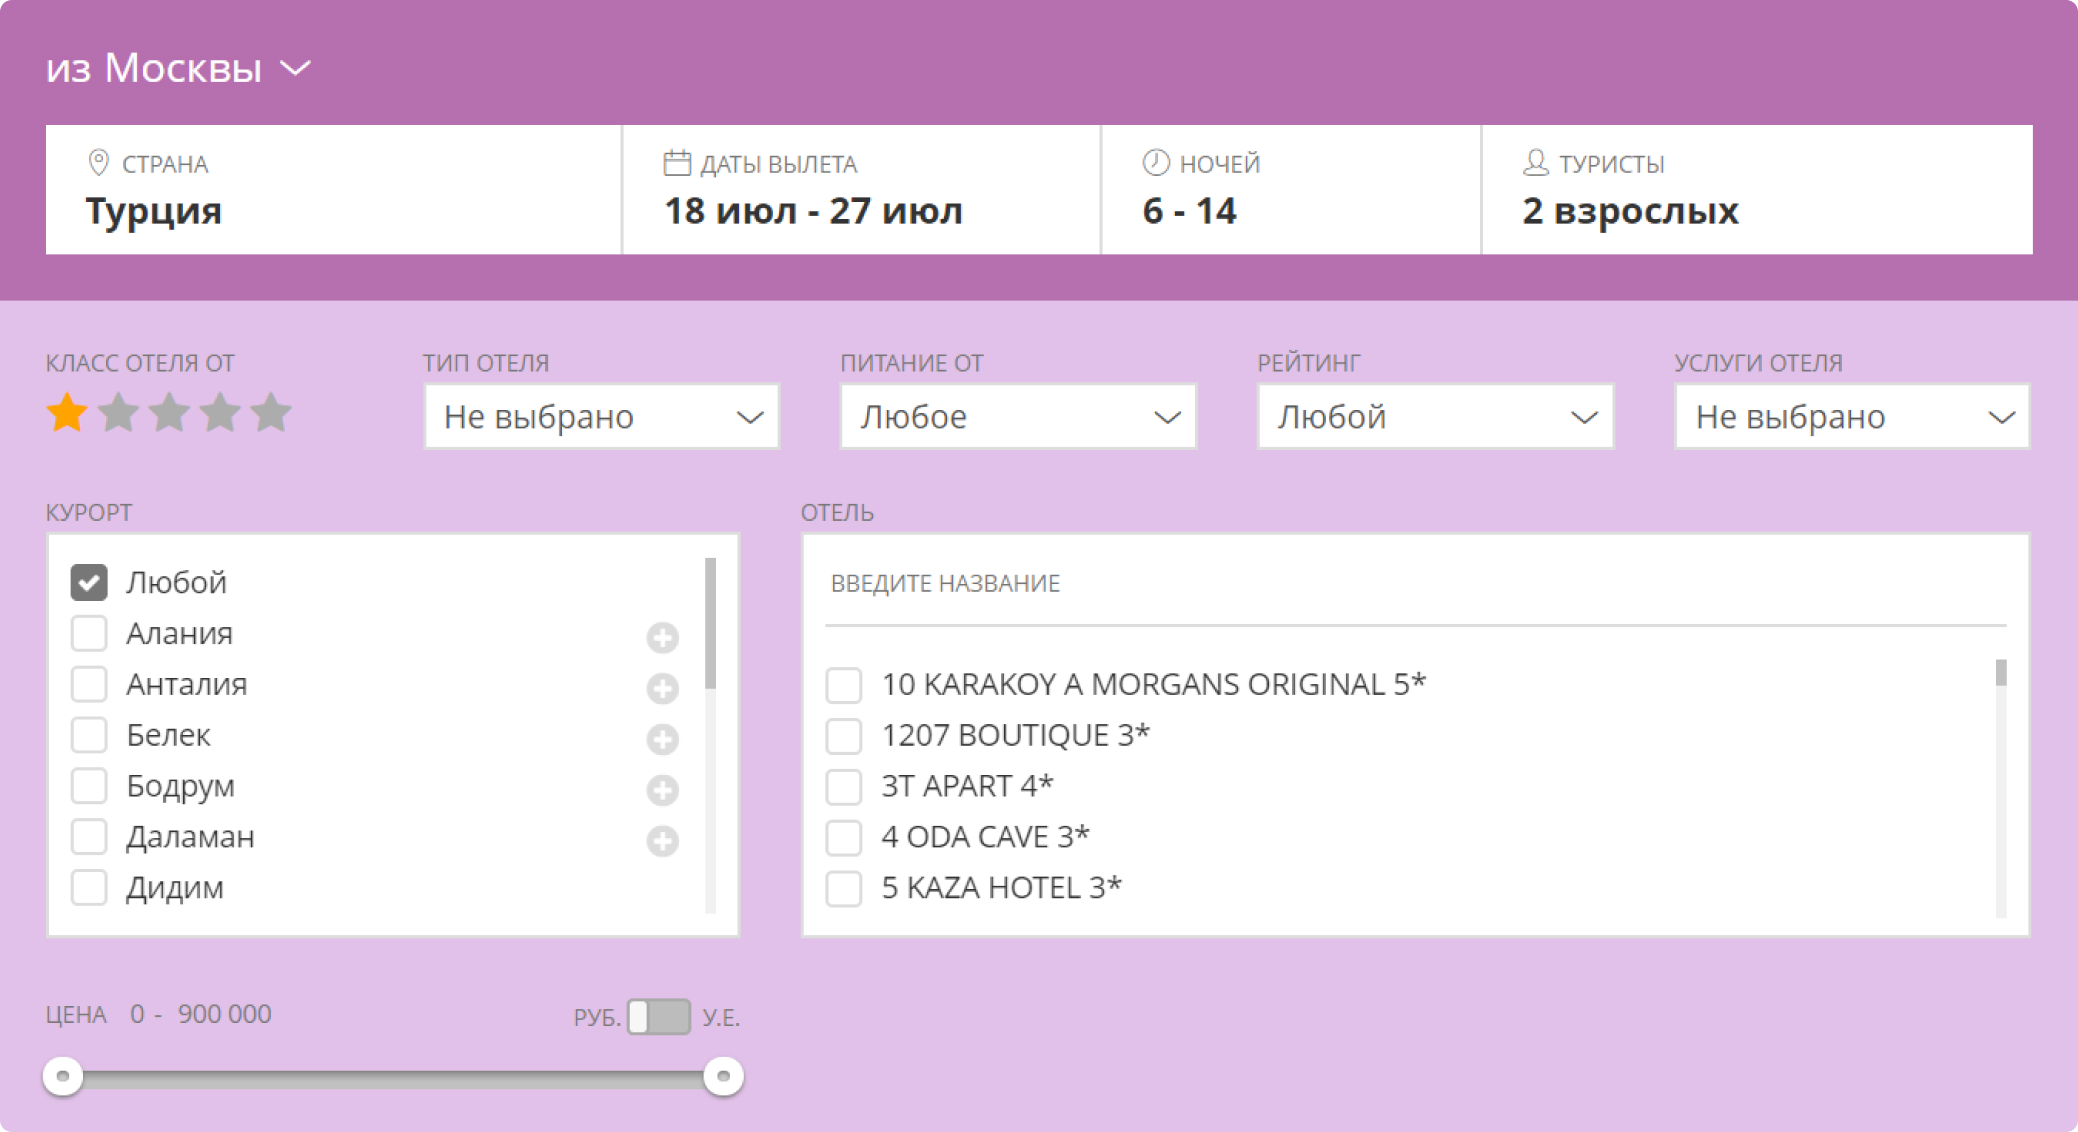 из Москвы
СТРАНА
Турция
ДАТЫ ВЫЛЕТА
18 июл - 27 июл
НОЧЕЙ
6 - 14
ТУРИСТЫ
2 взрослых
КЛАСС ОТЕЛЯ ОТ
ТИП ОТЕЛЯ
Не выбрано
ПИТАНИЕ ОТ
Любое
РЕЙТИНГ
Любой
УСЛУГИ ОТЕЛЯ
Не выбрано
КУРОРТ
Любой
Алания
Анталия
Белек
Бодрум
Даламан
Дидим
ОТЕЛЬ
ВВЕДИТЕ НАЗВАНИЕ
10 KARAKOY A MORGANS ORIGINAL 5*
1207 BOUTIQUE 3*
3T APART 4*
4 ODA CAVE 3*
5 KAZA HOTEL 3*
ЦЕНА 0 - 900 000
РУБ. У.Е.